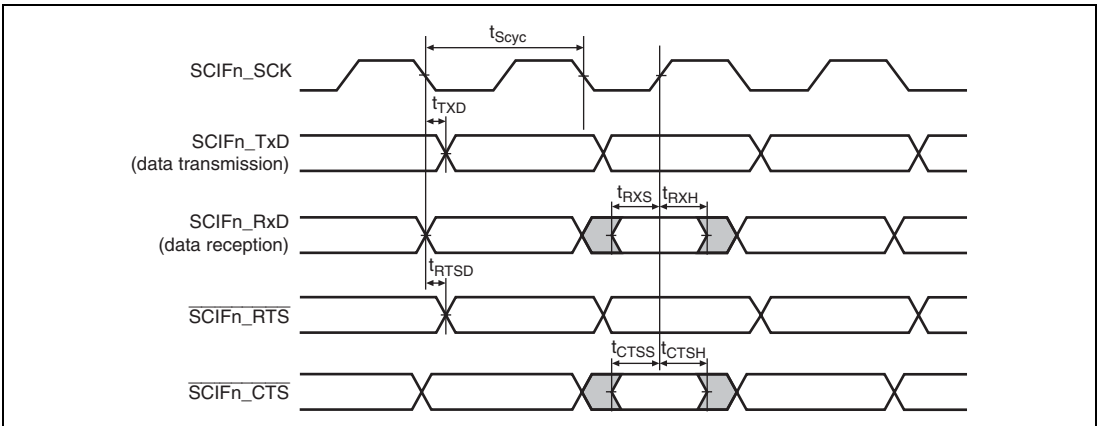 tScyc
SCIFn_SCK
tTXD
SCIFn_TxD
(data transmission)
tRXS tRXH
SCIFn_RxD
(data reception)
tRTSD
SCIFn_RTS
tCTSS tCTSH
SCIFn_CTS